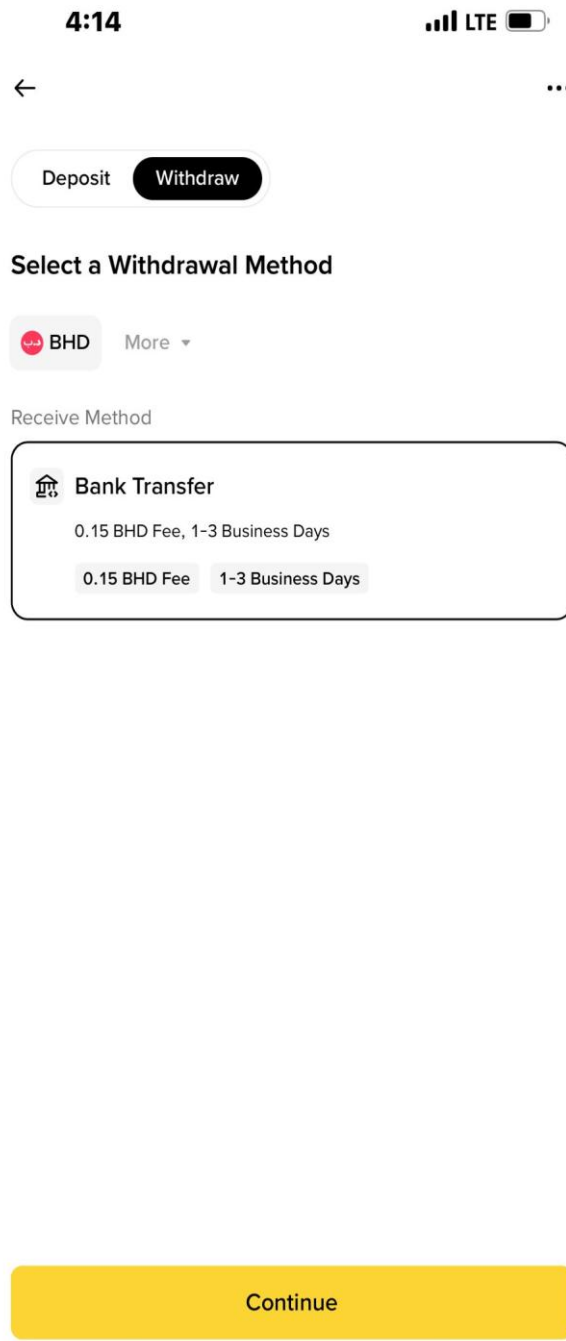 4:14 LTE
Deposit Withdraw
Select a Withdrawal Method
.د.ب BHD More
Receive Method
Bank Transfer
0.15 BHD Fee, 1-3 Business Days
0.15 BHD Fee 1-3 Business Days
Continue